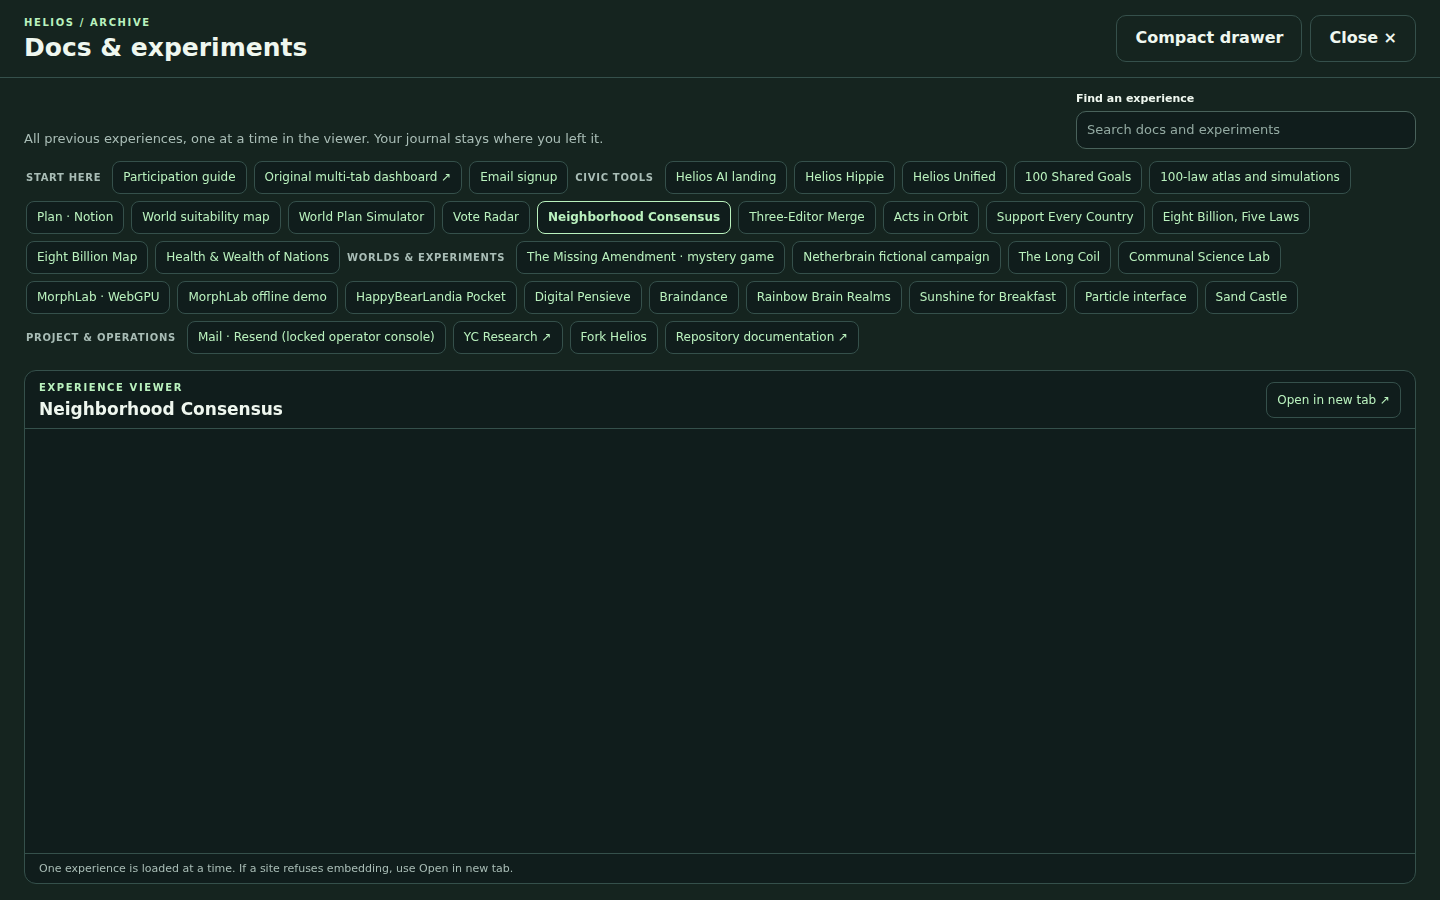 HELIOS / ARCHIVE
Docs & experiments
Compact drawer
Close ×
Find an experience
Search docs and experiments
All previous experiences, one at a time in the viewer. Your journal stays where you left it.
START HERE Participation guide Original multi-tab dashboard ↗ Email signup CIVIC TOOLS Helios AI landing Helios Hippie Helios Unified 100 Shared Goals 100-law atlas and simulations
Plan · Notion World suitability map World Plan Simulator Vote Radar Neighborhood Consensus Three-Editor Merge Acts in Orbit Support Every Country Eight Billion, Five Laws
Eight Billion Map Health & Wealth of Nations WORLDS & EXPERIMENTS The Missing Amendment · mystery game Netherbrain fictional campaign The Long Coil Communal Science Lab
MorphLab · WebGPU MorphLab offline demo HappyBearLandia Pocket Digital Pensieve Braindance Rainbow Brain Realms Sunshine for Breakfast Particle interface Sand Castle
PROJECT & OPERATIONS Mail · Resend (locked operator console) YC Research ↗ Fork Helios Repository documentation ↗
EXPERIENCE VIEWER
Neighborhood Consensus
Open in new tab ↗
One experience is loaded at a time. If a site refuses embedding, use Open in new tab.